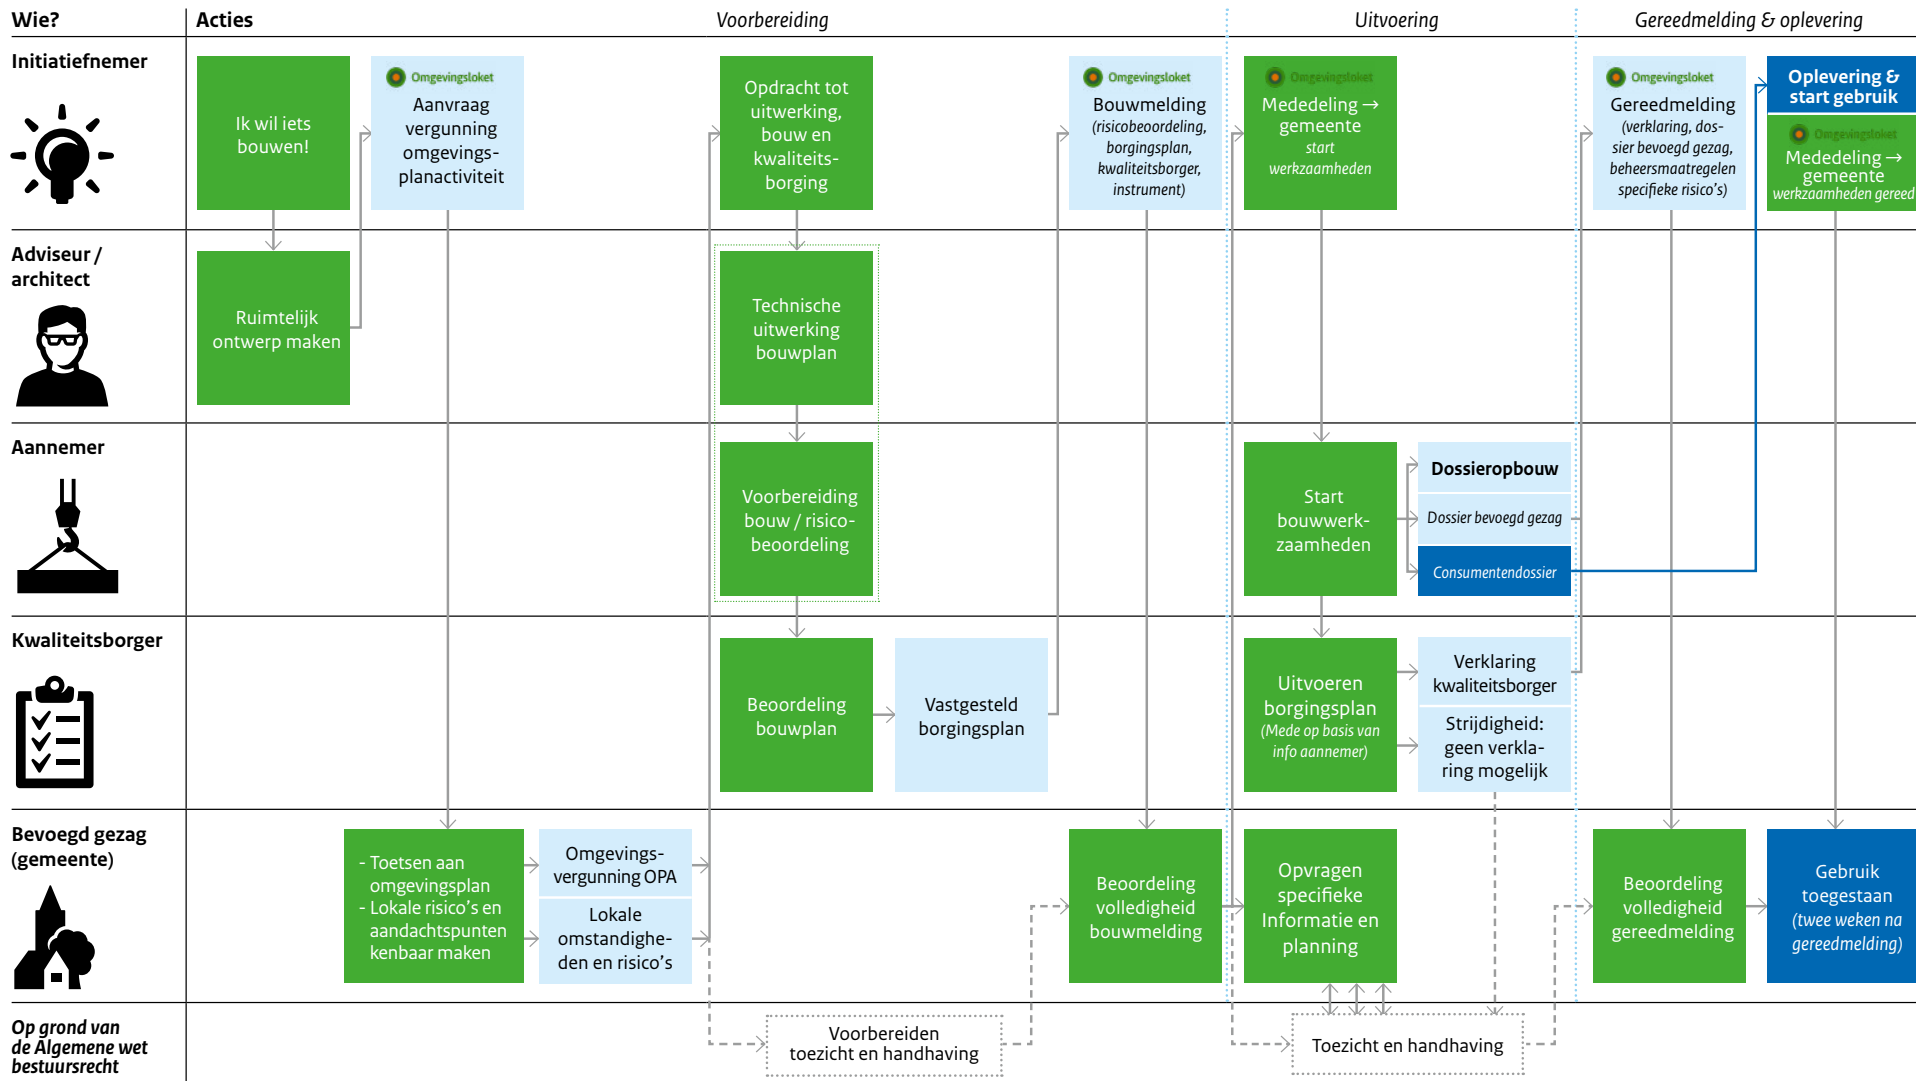 Wie?
Acties
Voorbereiding
Uitvoering
Gereedmelding & oplevering
Initiatiefnemer
Ik wil iets
bouwen!
Omgevingsloket
Aanvraag
vergunning
omgevings-
planactiviteit
Opdracht tot
uitwerking,
bouw en
kwaliteits-
borging
Omgevingsloket
Bouwmelding
(risicobeoordeling,
borgingsplan,
kwaliteitsborger,
instrument)
Omgevingsloket
Mededeling →
gemeente
start
werkzaamheden
Omgevingsloket
Gereedmelding
(verklaring, dos-
sier bevoegd gezag,
beheersmaatregelen
specifieke risico's)
Oplevering &
start gebruik
Omgevingsloket
Mededeling →
gemeente
werkzaamheden gereed
Adviseur /
architect
Ruimtelijk
ontwerp maken
Technische
uitwerking
bouwplan
Aannemer
Voorbereiding
bouw / risico-
beoordeling
Start
bouwwerk-
zaamheden
Dossieropbouw
Dossier bevoegd gezag
Consumentendossier
Kwaliteitsborger
Beoordeling
bouwplan
Vastgesteld
borgingsplan
Uitvoeren
borgingsplan
(Mede op basis van
info aannemer)
Verklaring
kwaliteitsborger
Strijdigheid:
geen verkla-
ring mogelijk
Bevoegd gezag
(gemeente)
- Toetsen aan
omgevingsplan
- Lokale risico's en
aandachtspunten
kenbaar maken
Omgevings-
vergunning OPA
Lokale
omstandighe-
den en risico's
Beoordeling
volledigheid
bouwmelding
Opvragen
specifieke
Informatie en
planning
Beoordeling
volledigheid
gereedmelding
Gebruik
toegestaan
(twee weken na
gereedmelding)
Op grond van
de Algemene wet
bestuursrecht
Voorbereiden
toezicht en handhaving
Toezicht en handhaving